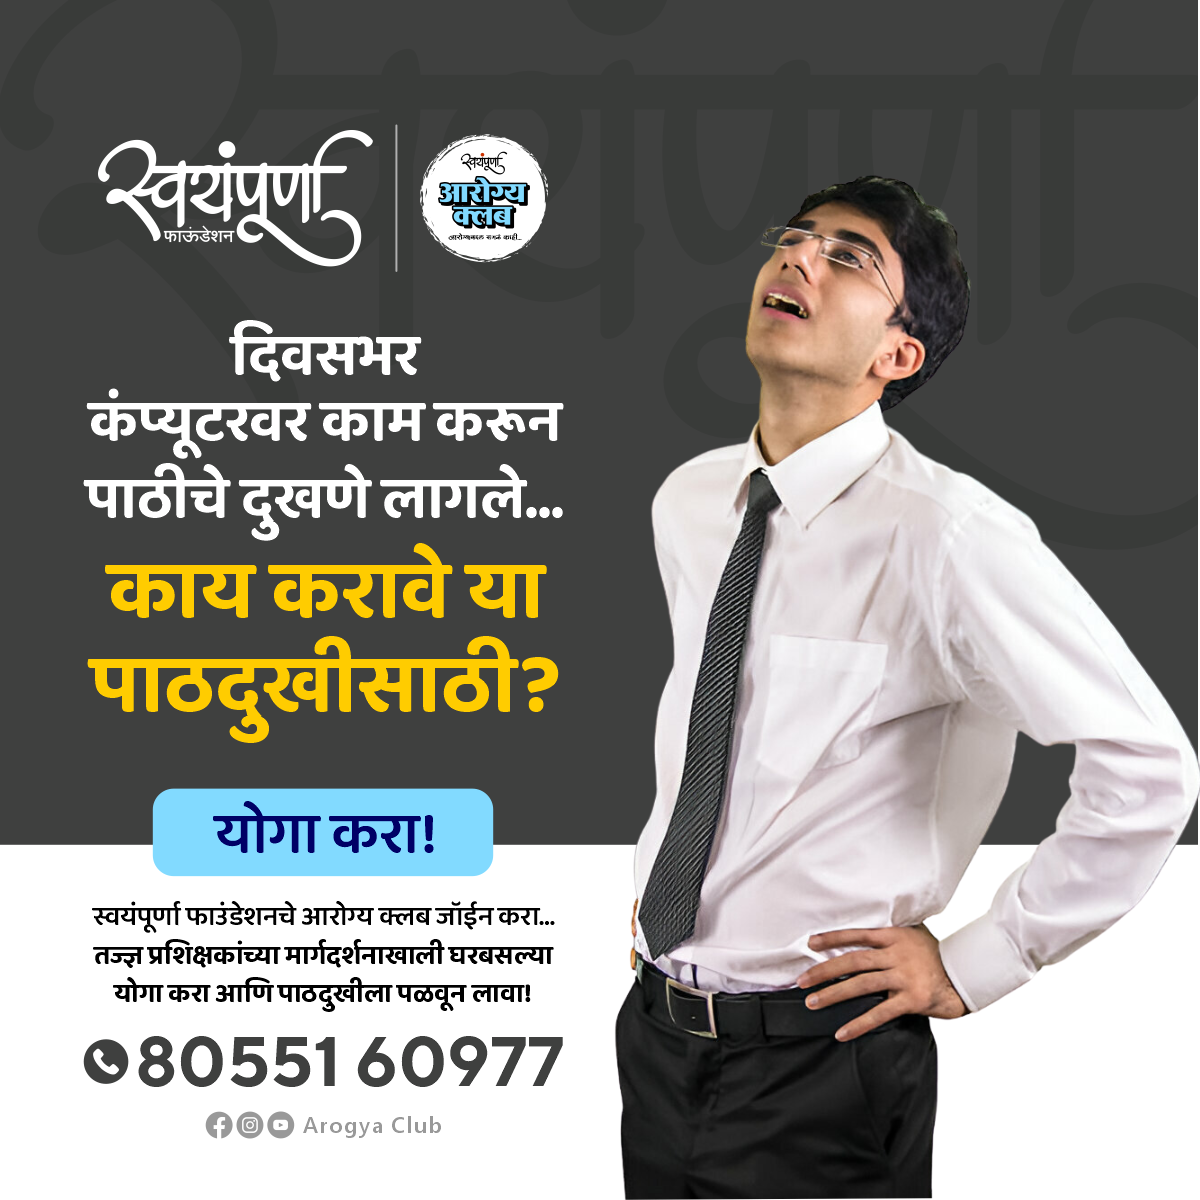 स्वयंपूर्णा
फाऊंडेशन
स्वयंपूर्णा
आरोग्य
क्लब
दिवसभर
कंप्यूटरवर काम करून
पाठीचे दुखणे लागले...
काय करावे या
पाठदुखीसाठी?
योगा करा!
स्वयंपूर्णा फाउंडेशनचे आरोग्य क्लब जॉईन करा...
तज्ज्ञ प्रशिक्षकांच्या मार्गदर्शनाखाली घरबसल्या
योगा करा आणि पाठदुखीला पळवून लावा!
80551 60977
Arogya Club